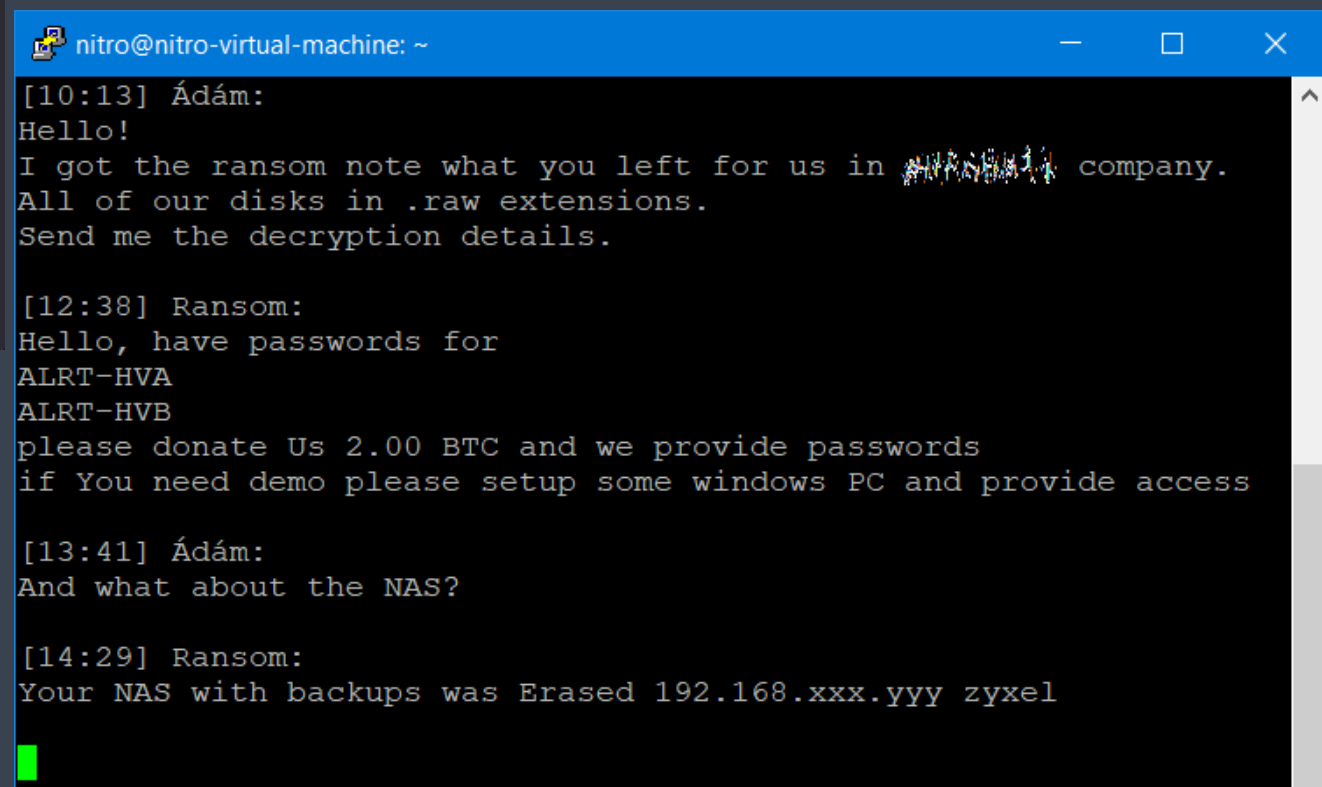 nitro@nitro-virtual-machine: ~
[10:13] Ádám:
Hello!
I got the ransom note what you left for us in company.
All of our disks in .raw extensions.
Send me the decryption details.
[12:38] Ransom:
Hello, have passwords for
ALRT-HVA
ALRT-HVB
please donate Us 2.00 BTC and we provide passwords
if You need demo please setup some windows PC and provide access
[13:41] Ádám:
And what about the NAS?
[14:29] Ransom:
Your NAS with backups was Erased 192.168.xxx.yyy zyxel